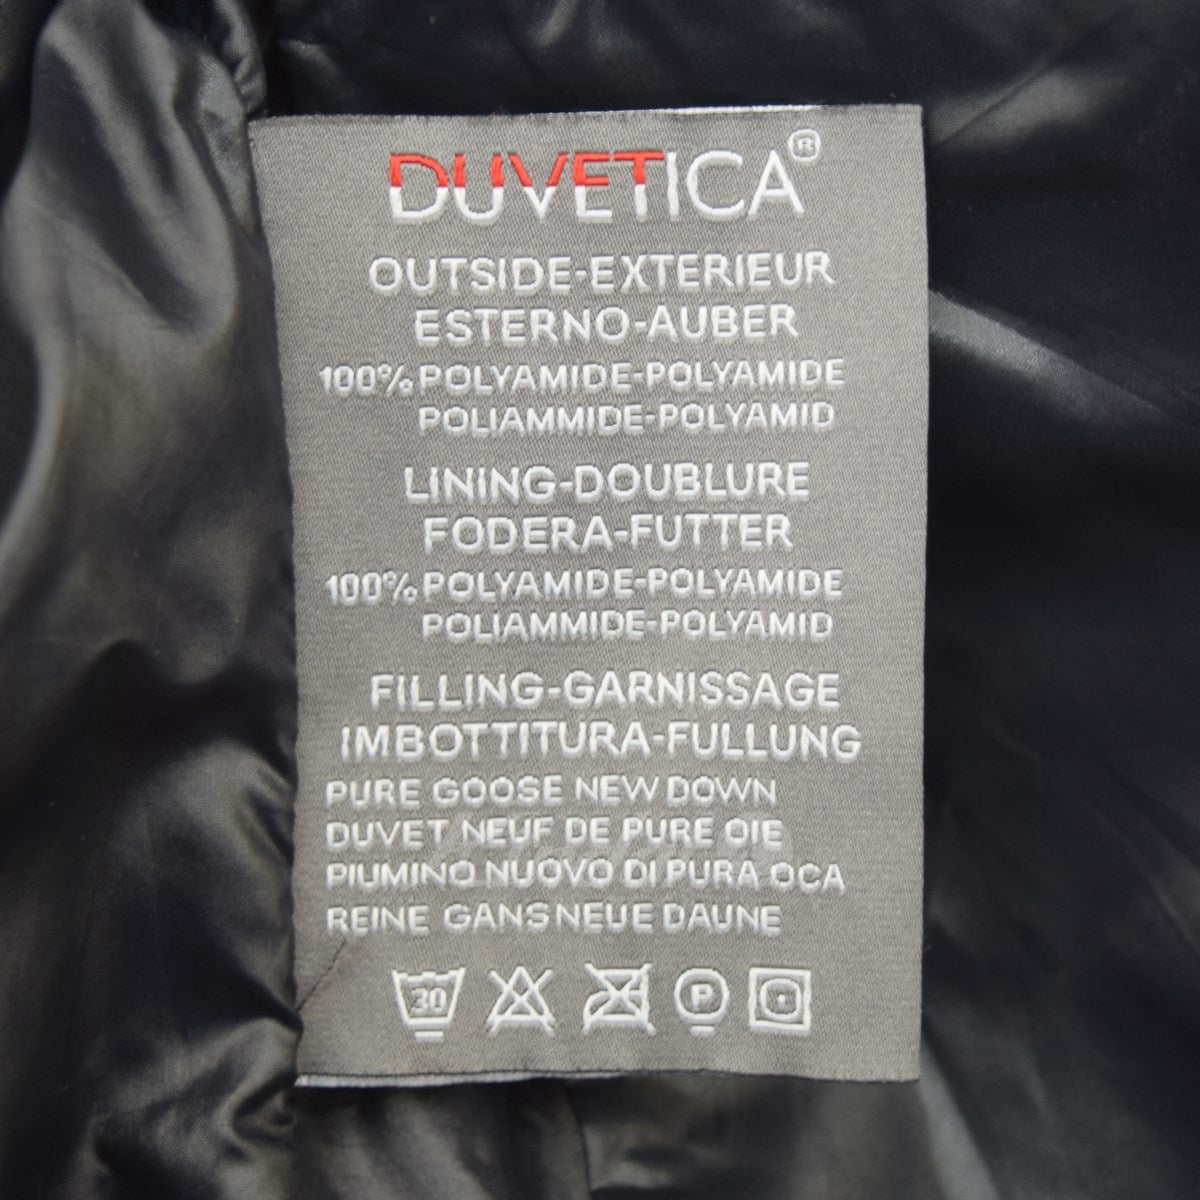 DUVETICA®
OUTSIDE-EXTERIEUR
ESTERNO-AUBER
100% POLYAMIDE-POLYAMIDE
POLIAMMIDE-POLYAMID
LINING-DOUBLURE
FODERA-FUTTER
100% POLYAMIDE-POLYAMIDE
POLIAMMIDE-POLYAMID
FILLING-GARNISSAGE
IMBOTTITURA-FULLUNG
PURE GOOSE NEW DOWN
DUVET NEUF DE PURE OIE
PIUMINO NUOVO DI PURA OCA
REINE GANS NEUE DAUNE
30 P